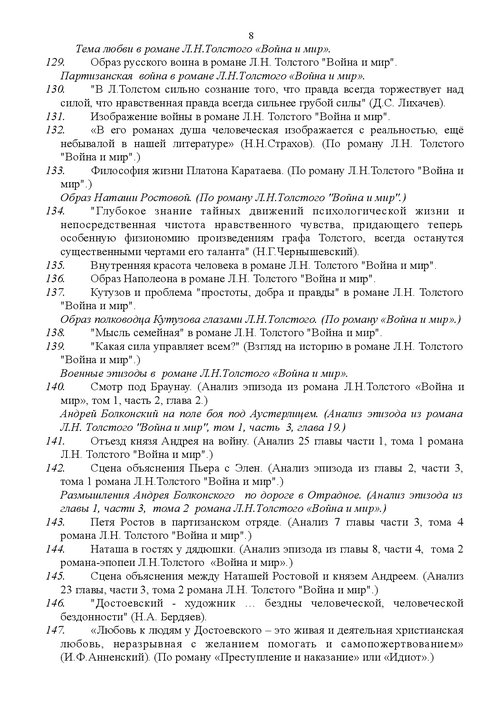 8
Тема любви в романе Л.Н.Толстого «Война и мир».
129. Образ русского воина в романе Л.Н. Толстого "Война и мир".
Партизанская война в романе Л.Н.Толстого «Война и мир».
130. "В Л.Толстом сильно сознание того, что правда всегда торжествует над
силой, что нравственная правда всегда сильнее грубой силы" (Д.С. Лихачев).
131. Изображение войны в романе Л.Н. Толстого "Война и мир".
132. «В его романах душа человеческая изображается с реальностью, ещё
небывалой в нашей литературе» (Н.Н.Страхов). (По роману Л.Н. Толстого
"Война и мир".)
133. Философия жизни Платона Каратаева. (По роману Л.Н.Толстого "Война и
мир".)
Образ Наташи Ростовой. (По роману Л.Н.Толстого "Война и мир".)
134. "Глубокое знание тайных движений психологической жизни и
непосредственная чистота нравственного чувства, придающего теперь
особенную физиономию произведениям графа Толстого, всегда останутся
существенными чертами его таланта" (Н.Г.Чернышевский).
135. Внутренняя красота человека в романе Л.Н. Толстого "Война и мир".
136. Образ Наполеона в романе Л.Н. Толстого "Война и мир".
137. Кутузов и проблема "простоты, добра и правды" в романе Л.Н. Толстого
"Война и мир".
Образ полководца Кутузова глазами Л.Н.Толстого. (По роману «Война и мир».)
138. "Мысль семейная" в романе Л.Н. Толстого "Война и мир".
139. "Какая сила управляет всем?" (Взгляд на историю в романе Л.Н. Толстого
"Война и мир".)
Военные эпизоды в романе Л.Н.Толстого «Война и мир».
140. Смотр под Браунау. (Анализ эпизода из романа Л.Н.Толстого «Война и
мир», том 1, часть 2, глава 2.)
Андрей Болконский на поле боя под Аустерлицем. (Анализ эпизода из романа
Л.Н. Толстого "Война и мир", том 1, часть 3, глава 19.)
141. Отъезд князя Андрея на войну. (Анализ 25 главы части 1, тома 1 романа
Л.Н. Толстого "Война и мир".)
142. Сцена объяснения Пьера с Элен. (Анализ эпизода из главы 2, части 3,
тома 1 романа Л.Н.Толстого "Война и мир".)
Размышления Андрея Болконского по дороге в Отрадное. (Анализ эпизода из
главы 1, части 3, тома 2 романа Л.Н.Толстого «Война и мир».)
143. Петя Ростов в партизанском отряде. (Анализ 7 главы части 3, тома 4
романа Л.Н. Толстого "Война и мир".)
144. Наташа в гостях у дядюшки. (Анализ эпизода из главы 8, части 4, тома 2
романа-эпопеи Л.Н.Толстого «Война и мир».)
145. Сцена объяснения между Наташей Ростовой и князем Андреем. (Анализ
23 главы, части 3, тома 2 романа Л.Н. Толстого "Война и мир".)
146. "Достоевский - художник … бездны человеческой, человеческой
бездонности" (Н.А. Бердяев).
147. «Любовь к людям у Достоевского – это живая и деятельная христианская
любовь, неразрывная с желанием помогать и самопожертвованием»
(И.Ф.Анненский). (По роману «Преступление и наказание» или «Идиот».)